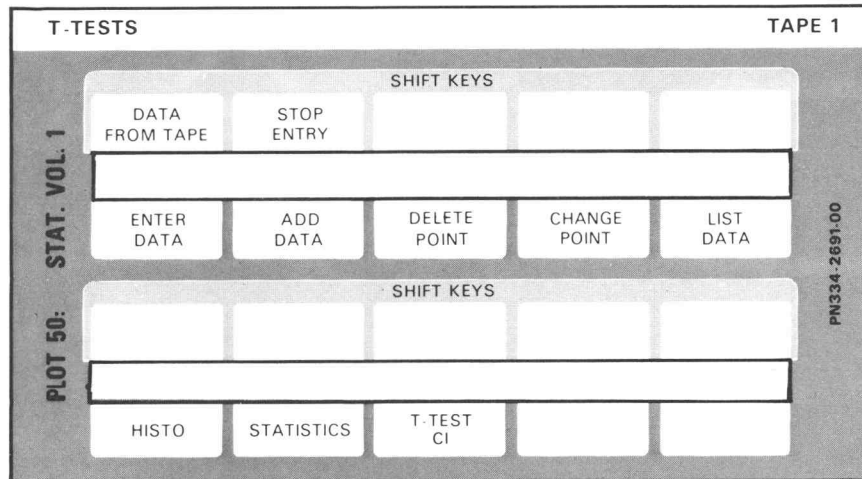 T-TESTS TAPE 1
SHIFT KEYS
DATA
FROM TAPE
STOP
ENTRY
ENTER
DATA
ADD
DATA
DELETE
POINT
CHANGE
POINT
LIST
DATA
SHIFT KEYS
HISTO
STATISTICS
T-TEST
CI
PLOT 50: STAT. VOL. 1
PN334-2691-00